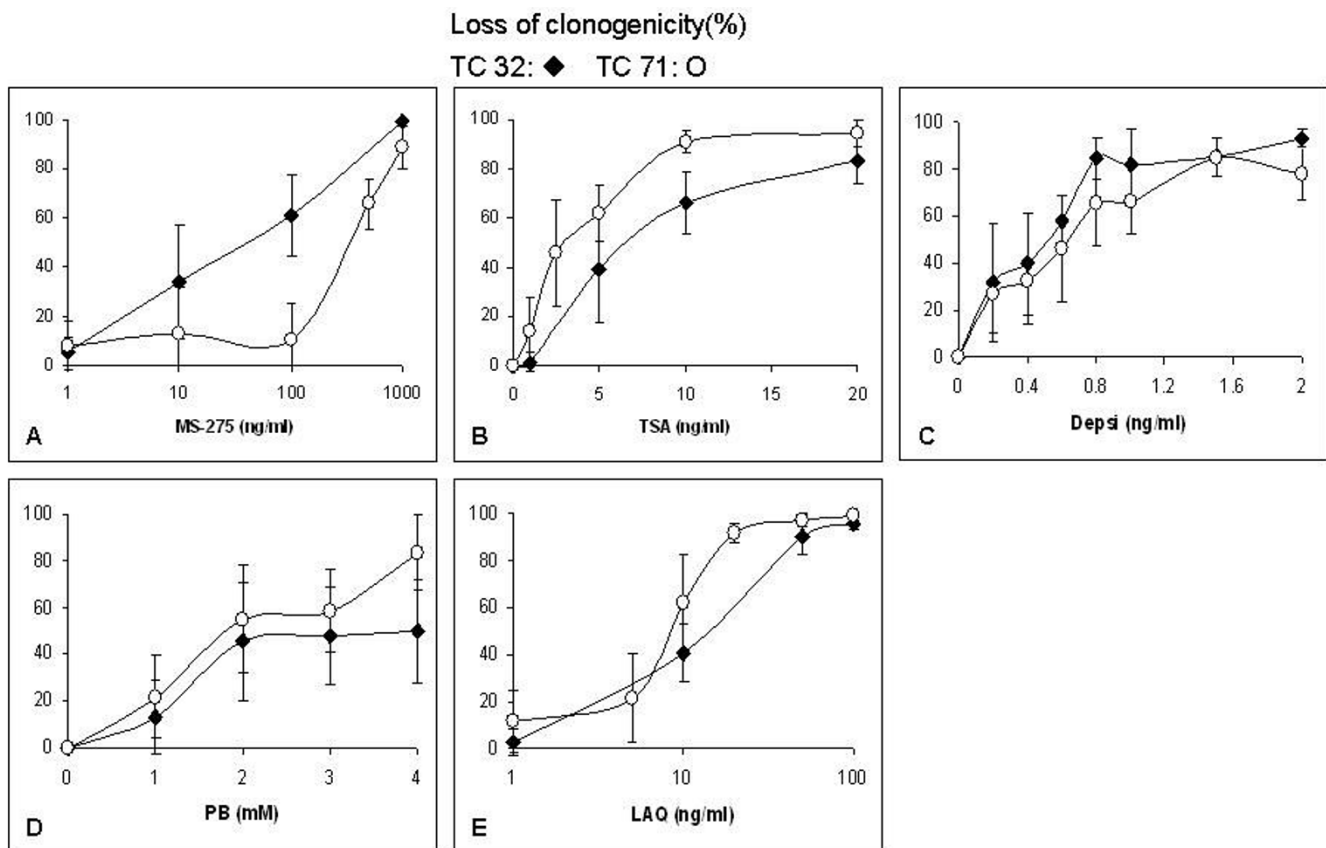 Loss of clonogenicity(%)
TC 32: ◆ TC 71: O
100
80
60
40
20
0
1 10 100 1000
MS-275 (ng/ml)
A
100
80
60
40
20
0
0 5 10 15 20
TSA (ng/ml)
B
100
80
60
40
20
0
0 0.4 0.8 1.2 1.6 2
Depsi (ng/ml)
C
100
80
60
40
20
0
0 1 2 3 4
PB (mM)
D
100
80
60
40
20
0
1 10 100
LAQ (ng/ml)
E